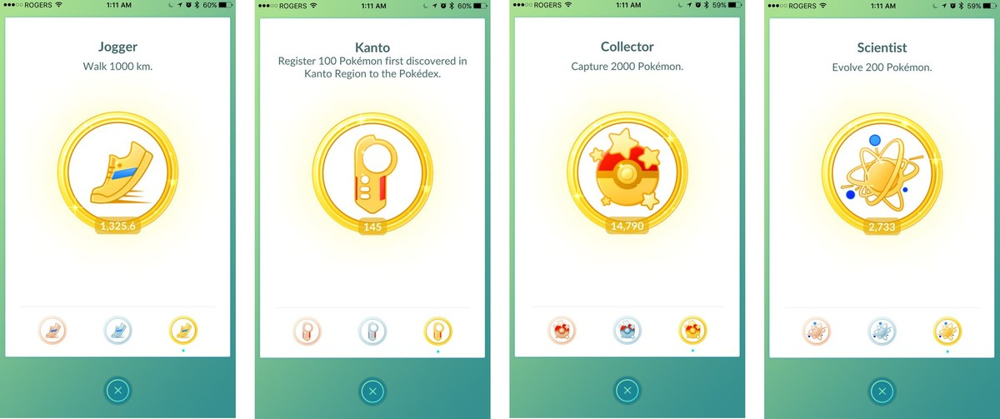 ROGERS 1:11 AM 60%
Jogger
Walk 1000 km.
1,325.6
ROGERS 1:11 AM 60%
Kanto
Register 100 Pokémon first discovered in
Kanto Region to the Pokédex.
145
ROGERS 1:11 AM 59%
Collector
Capture 2000 Pokémon.
14,790
ROGERS 1:11 AM 59%
Scientist
Evolve 200 Pokémon.
2,733